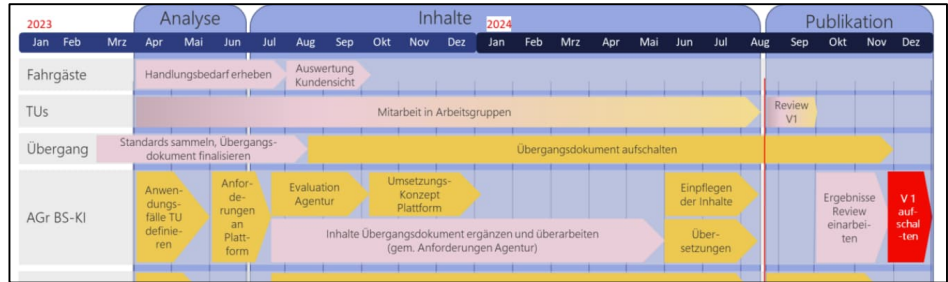 Analyse Inhalte Publikation
2023 2024
Jan Feb Mrz Apr Mai Jun Jul Aug Sep Okt Nov Dez Jan Feb Mrz Apr Mai Jun Jul Aug Sep Okt Nov Dez
Fahrgäste
Handlungsbedarf erheben
Auswertung
Kundensicht
TUs
Mitarbeit in Arbeitsgruppen
Review
V1
Übergang
Standards sammeln, Übergangs-
dokument finalisieren
Übergangsdokument aufschalten
AGr BS-KI
Anwen-
dungs-
fälle TU
definie-
ren
Anfor-
de-
rungen
an
Platt-
form
Evaluation
Agentur
Umsetzungs-
Konzept
Plattform
Inhalte Übergangsdokument ergänzen und überarbeiten
(gem. Anforderungen Agentur)
Einpflegen
der Inhalte
Über-
setzungen
Ergebnisse
Review
einarbei-
ten
V 1
auf-
schal
-ten